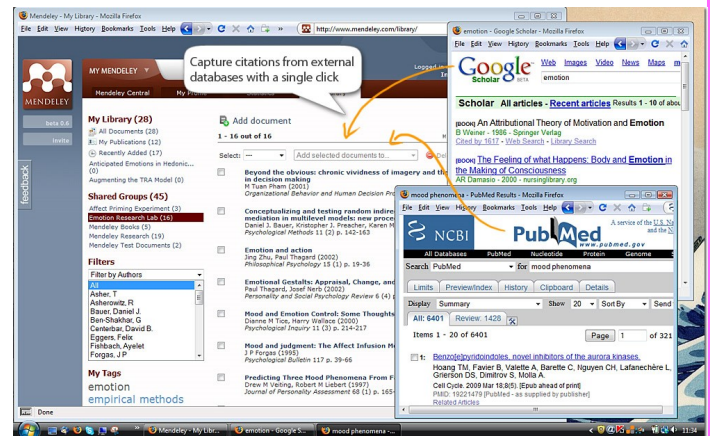 Mendeley - My Library - Mozilla Firefox
File Edit View History Bookmarks Tools Help
http://www.mendeley.com/library/
Capture citations from external
databases with a single click
MENDELEY
beta 0.6
Invite
feedback
MY MENDELEY
Mendeley Central
My Library (28)
All Documents (28)
My Publications (12)
Recently Added (17)
Anticipated Emotions in Hedonic...
(0)
Augmenting the TRA Model (0)
Shared Groups (45)
Affect Priming Experiment (3)
Emotion Research Lab (16)
Mendeley Books (5)
Mendeley Research (19)
Mendeley Test Documents (2)
Filters
Filter by Authors
All
Asher, T
Asherowitz, R
Bauer, Daniel J.
Ben-Shakhar, G
Centerbar, David B.
Eggers, Felix
Fishbach, Ayelet
Forgas, J P
My Tags
emotion
empirical methods
Add document
1 - 16 out of 16
Select: --- Add selected documents to...
Beyond the obvious: chronic vividness of imagery and the
in decision making
M Tuan Pham (2001)
Organizational Behavior and Human Decision Pro
Conceptualizing and testing random indire
mediation in multilevel models: new proce
Daniel J. Bauer, Kristopher J. Preacher, Karen M
Psychological Methods 11 (2) p. 142-163
Emotion and action
Jing Zhu, Paul Thagard (2002)
Philosophical Psychology 15 (1) p. 19-36
Emotional Gestalts: Appraisal, Change, and
Paul Thagard, Josef Nerb (2002)
Personality and Social Psychology Review 6 (4) p
Mood and Emotion Control: Some Thoughts
Dianne M Tice, Harry Wallace (2000)
Psychological Inquiry 11 (3) p. 214-217
Mood and judgment: The Affect Infusion M
J P Forgas (1995)
Psychological Bulletin 117 p. 39-66
Predicting Three Mood Phenomena From F
Drew M Veiting, Robert M Liebert (1997)
Journal of Personality Assessment 68 (1) p. 165-
Done
emotion - Google Scholar - Mozilla Firefox
File Edit View History Bookmarks Tools Help
Google
Scholar BETA
Web Images Video News Maps
emotion
Scholar All articles - Recent articles Results 1 - 10 of abou
[BOOK] An Attributional Theory of Motivation and Emotion
B Weiner - 1986 - Springer Verlag
Cited by 1617 - Web Search - Library Search
[BOOK] The Feeling of what Happens: Body and Emotion in
the Making of Consciousness
AR Damasio - 2000 - nursinglibrary.org
mood phenomena - PubMed Results - Mozilla Firefox
File Edit View History Bookmarks Tools Help
NCBI
PubMed
www.pubmed.gov
A service of the U.S. Na
and the
All Databases PubMed Nucleotide Protein Genome
Search PubMed for mood phenomena
Limits Preview/Index History Clipboard Details
Display Summary Show 20 Sort By Send
All: 6401 Review: 1426
Items 1 - 20 of 6401 Page 1 of 321
1: Benzo[e]pyridoindoles, novel inhibitors of the aurora kinases.
Hoang TM, Favier B, Valette A, Barette C, Nguyen CH, Lafanechère L,
Grierson DS, Dimitrov S, Molla A.
Cell Cycle. 2009 Mar 18;8(5). [Epub ahead of print]
PMID: 19221479 [PubMed - as supplied by publisher]
Related Articles
Mendeley - My Libr... emotion - Google S... mood phenomena -...
11:34